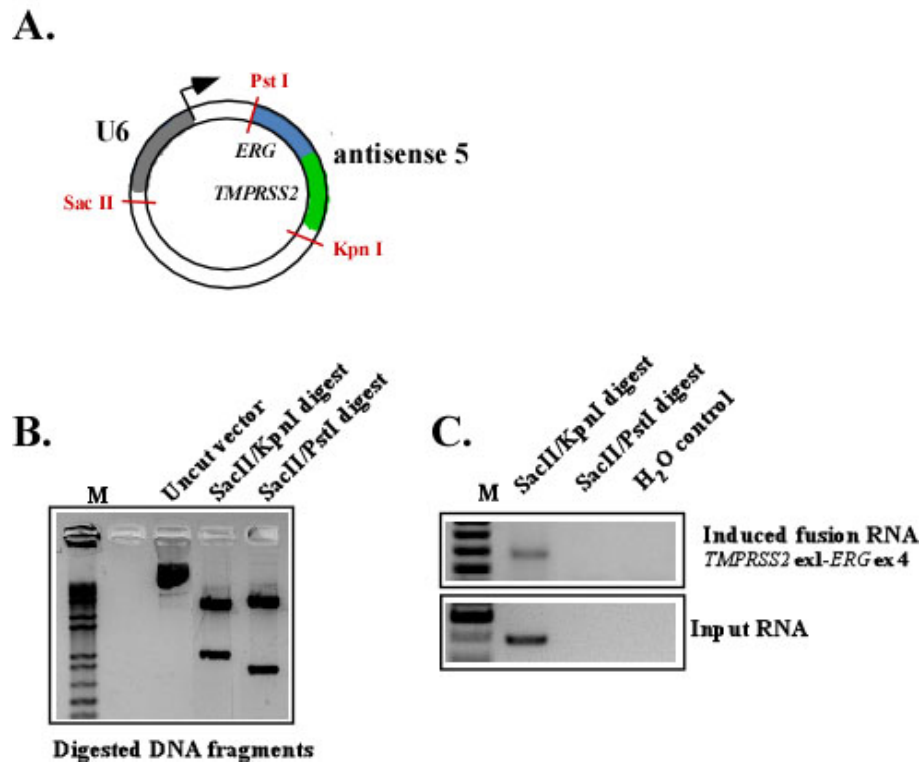 A.
Pst I
U6
ERG
antisense 5
TMPRSS2
Sac II
Kpn I
B.
M
Uncut vector
SacII/KpnI digest
SacII/PstI digest
Digested DNA fragments
C.
M
SacII/KpnI digest
SacII/PstI digest
H2O control
Induced fusion RNA
TMPRSS2 ex1-ERG ex 4
Input RNA